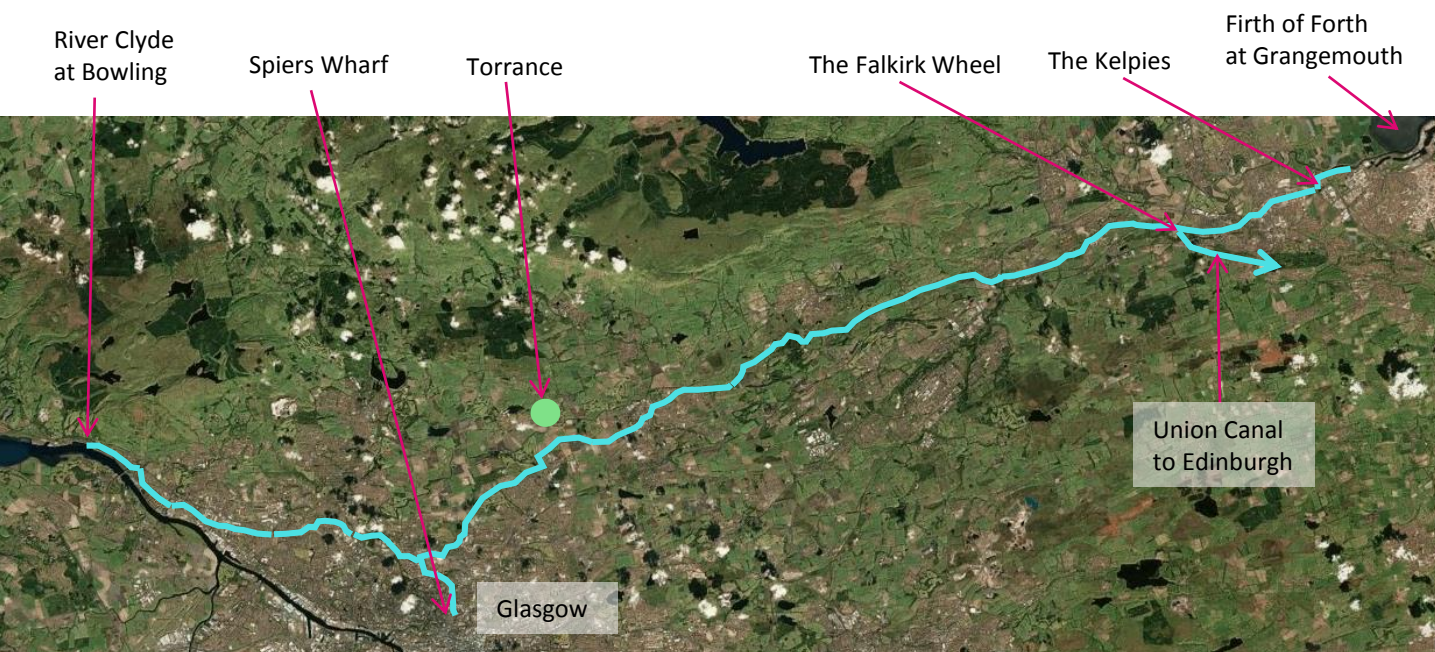 River Clyde
at Bowling
Spiers Wharf
Torrance
The Falkirk Wheel
The Kelpies
Firth of Forth
at Grangemouth
Union Canal
to Edinburgh
Glasgow